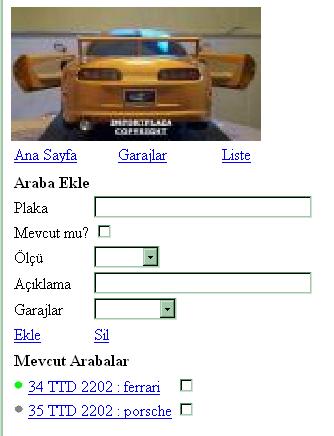 IMPORTPLAZA
COPYRIGHT
Ana Sayfa Garajlar Liste
Araba Ekle
Plaka
Mevcut mu?
Ölçü
Açıklama
Garajlar
Ekle Sil
Mevcut Arabalar
34 TTD 2202 : ferrari
35 TTD 2202 : porsche